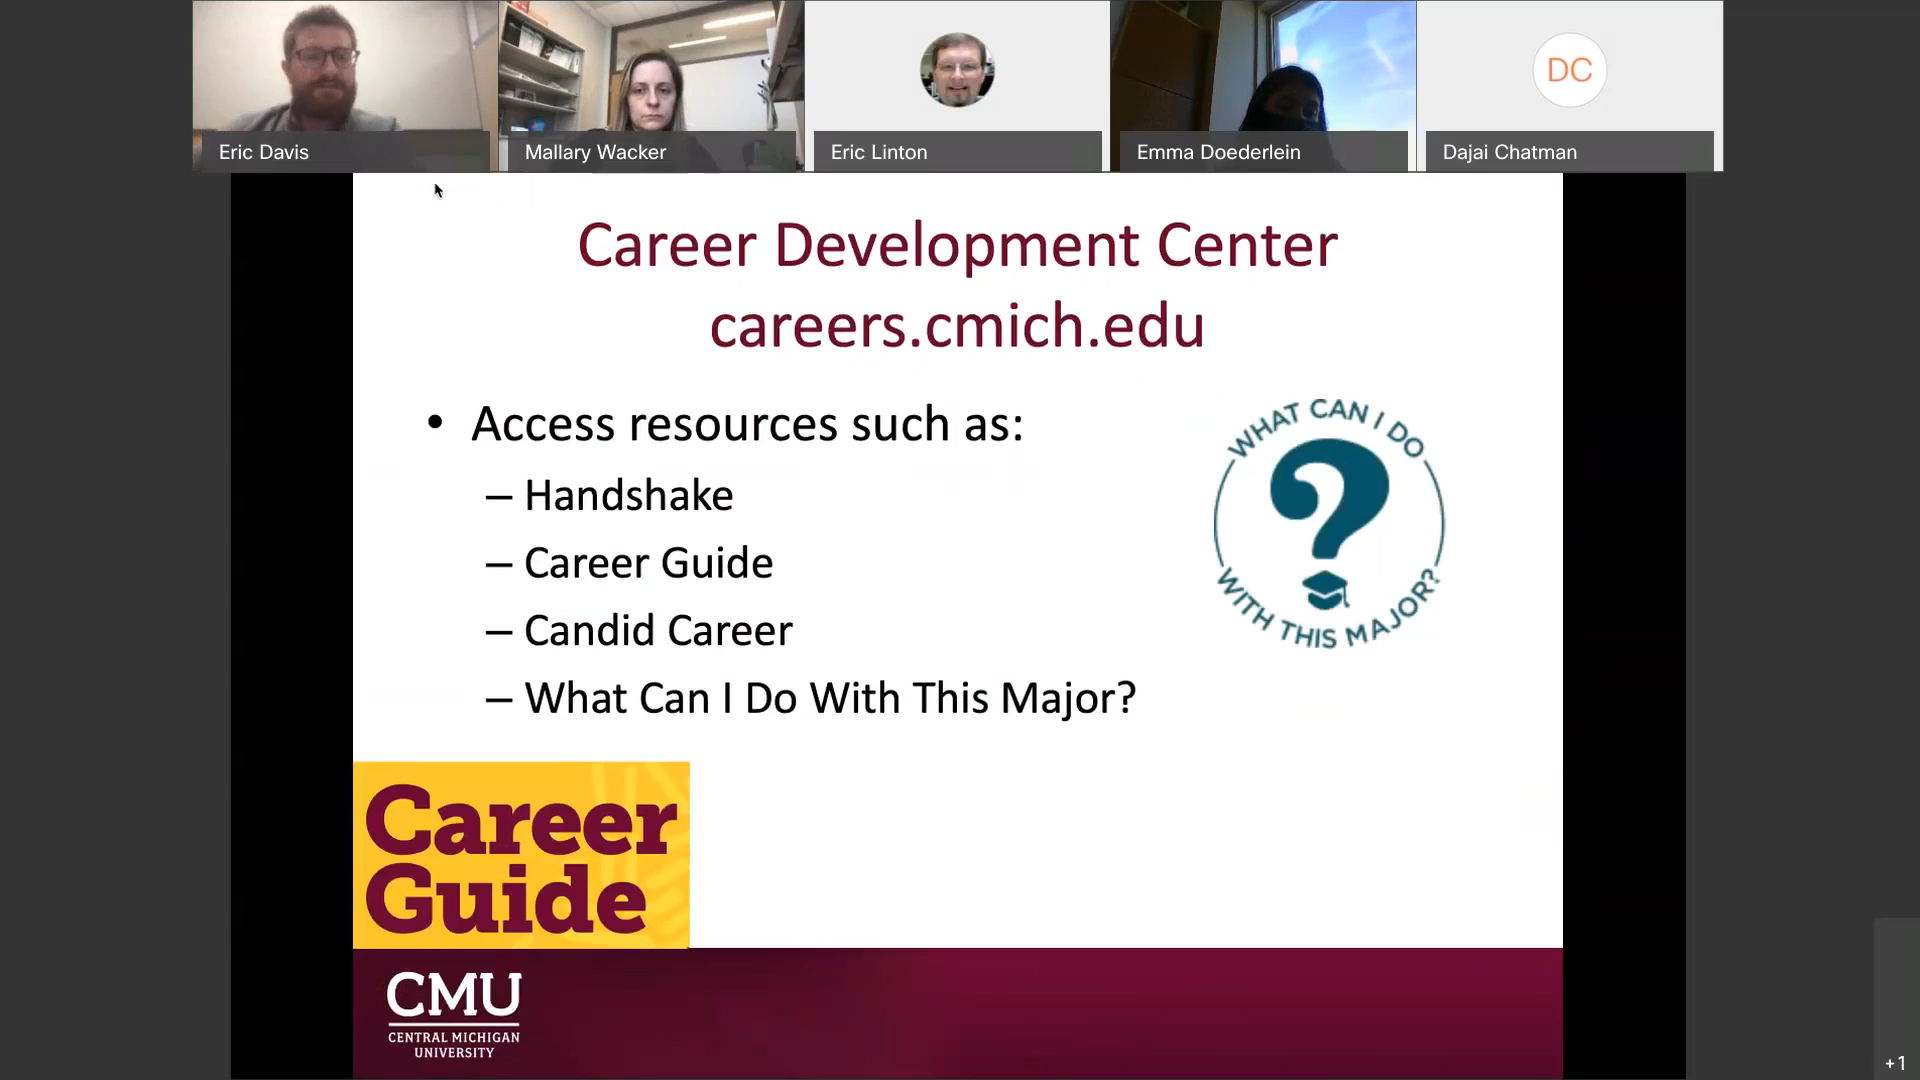 Eric Davis
Mallary Wacker
Eric Linton
Emma Doederlein
DC
Dajai Chatman
Career Development Center
careers.cmich.edu
• Access resources such as:
– Handshake
– Career Guide
– Candid Career
– What Can I Do With This Major?
WHAT CAN I DO
WITH THIS MAJOR?
Career
Guide
CMU
CENTRAL MICHIGAN
UNIVERSITY
+1